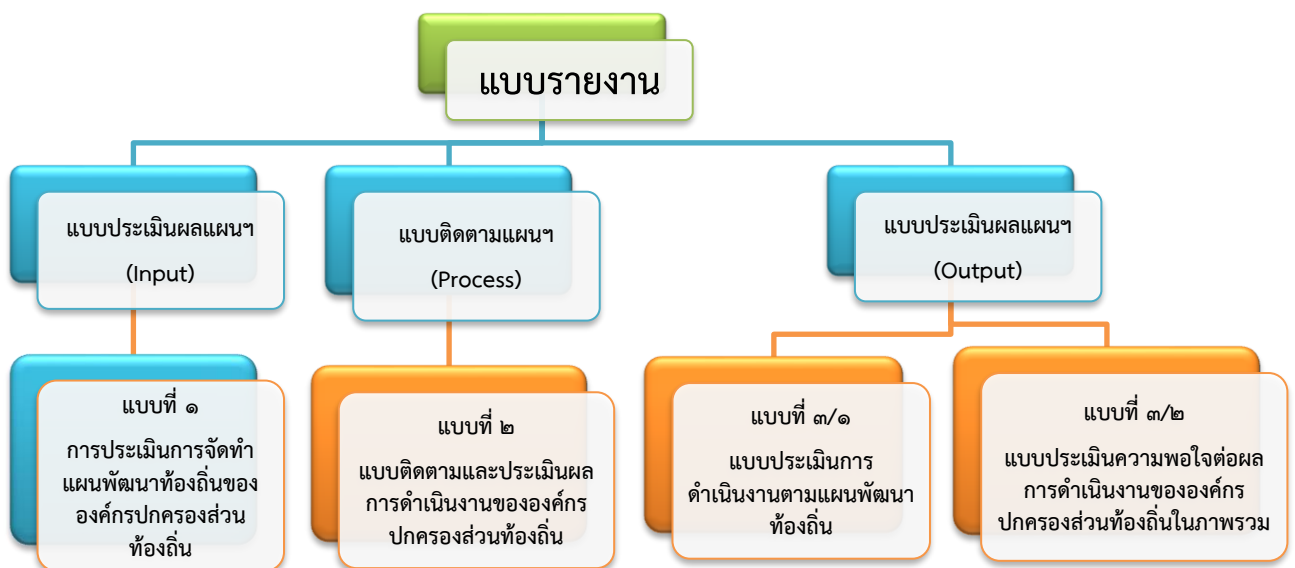 แบบรายงาน
แบบประเมินผลแผนฯ
(Input)
แบบติดตามแผนฯ
(Process)
แบบประเมินผลแผนฯ
(Output)
แบบที่ ๑
การประเมินการจัดทำ
แผนพัฒนาท้องถิ่นของ
องค์กรปกครองส่วน
ท้องถิ่น
แบบที่ ๒
แบบติดตามและประเมินผล
การดำเนินงานขององค์กร
ปกครองส่วนท้องถิ่น
แบบที่ ๓/๑
แบบประเมินการ
ดำเนินงานตามแผนพัฒนา
ท้องถิ่น
แบบที่ ๓/๒
แบบประเมินความพอใจต่อผล
การดำเนินงานขององค์กร
ปกครองส่วนท้องถิ่นในภาพรวม